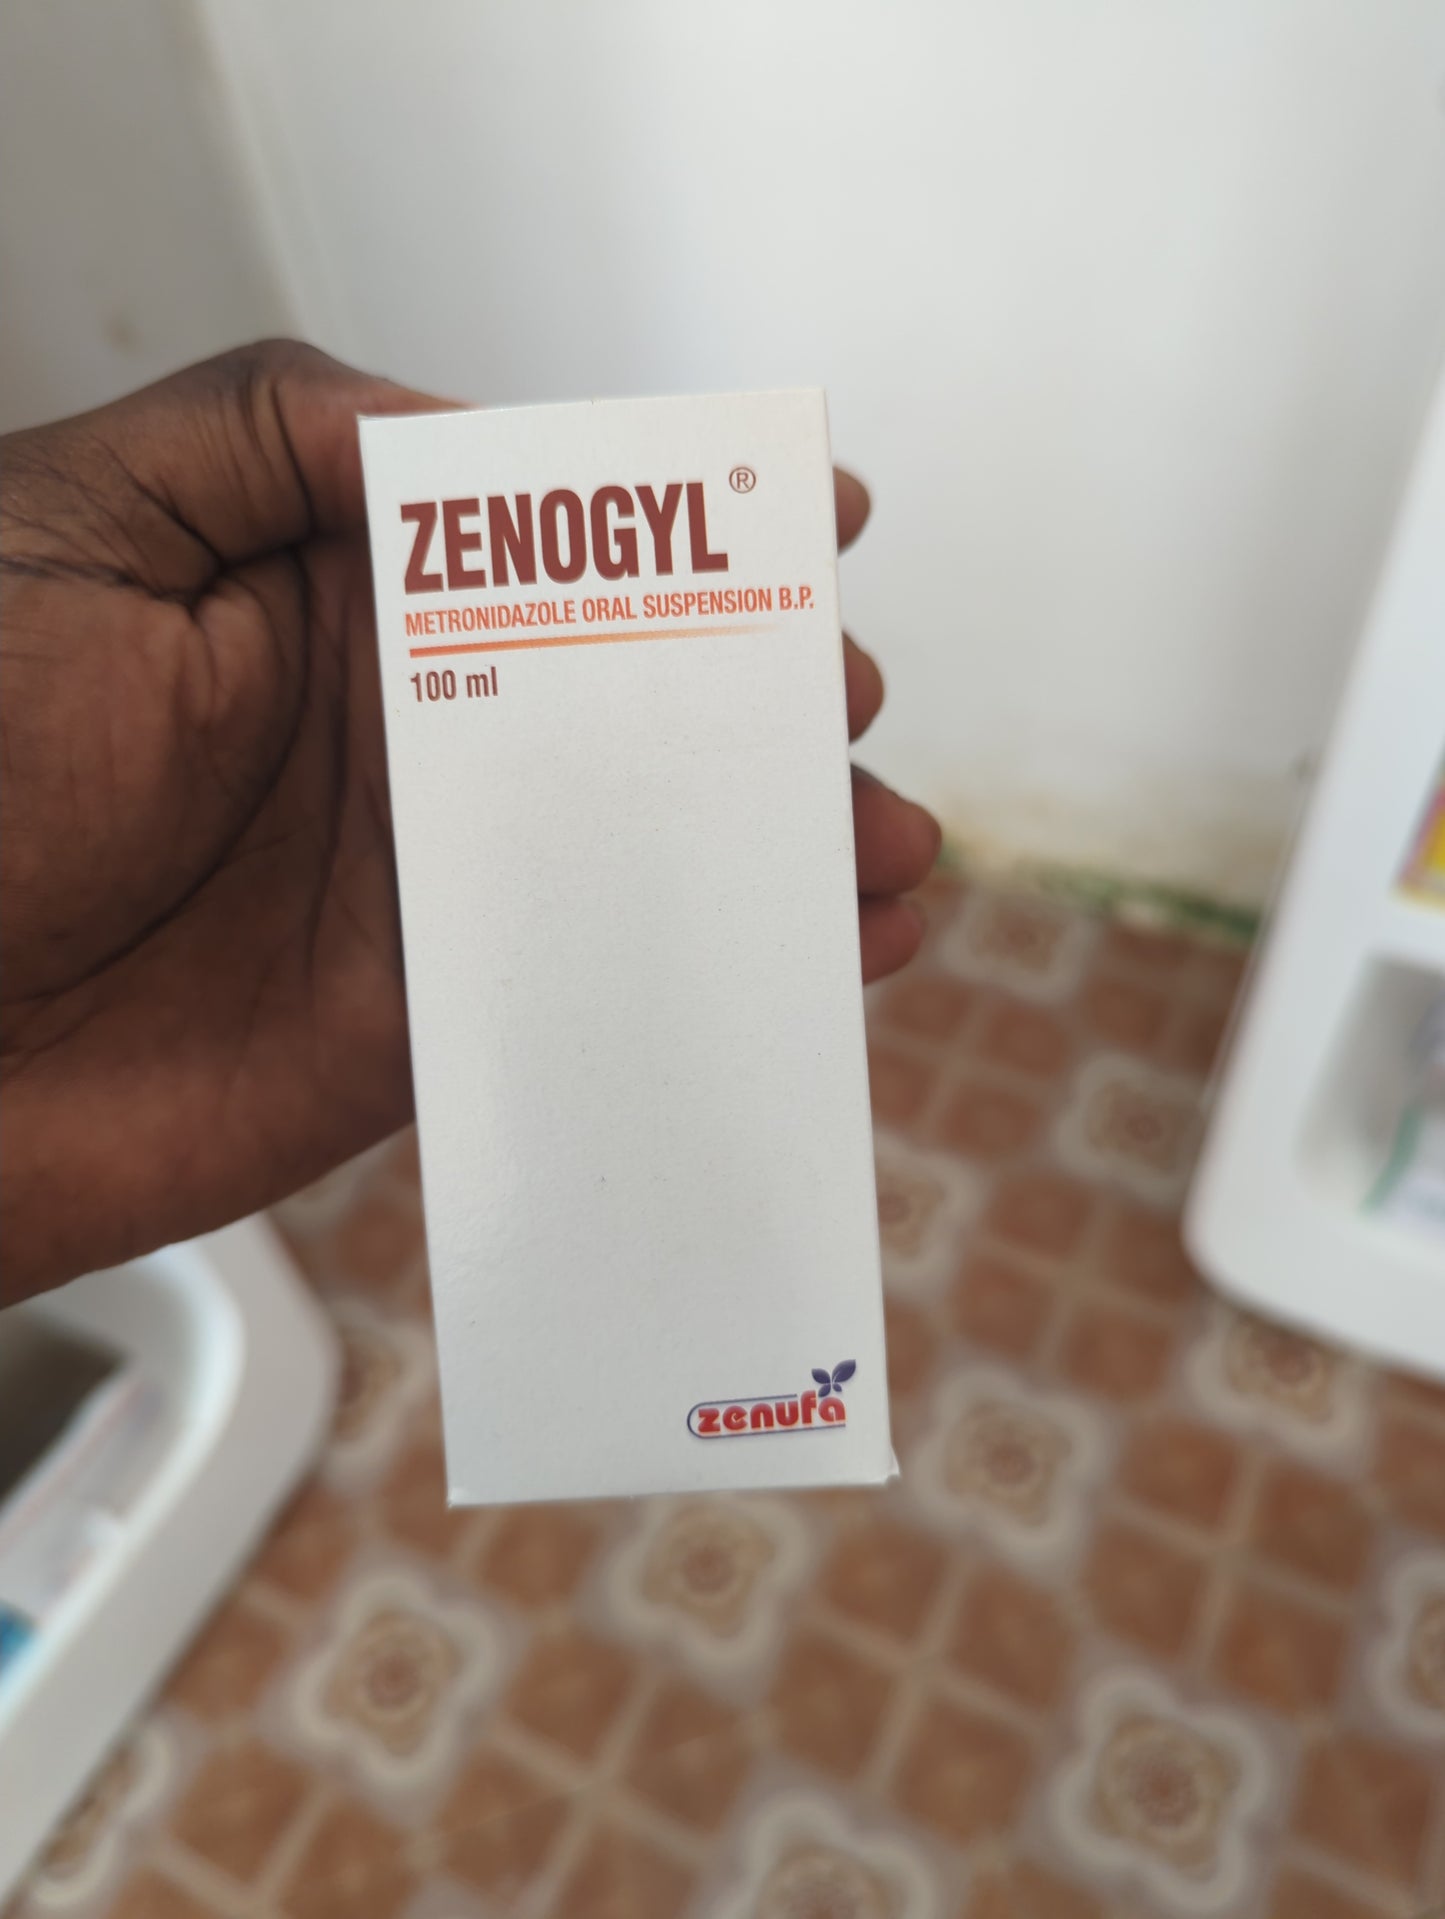 ZENOGYL ®
METRONIDAZOLE ORAL SUSPENSION B.P.
100 ml
zenufa